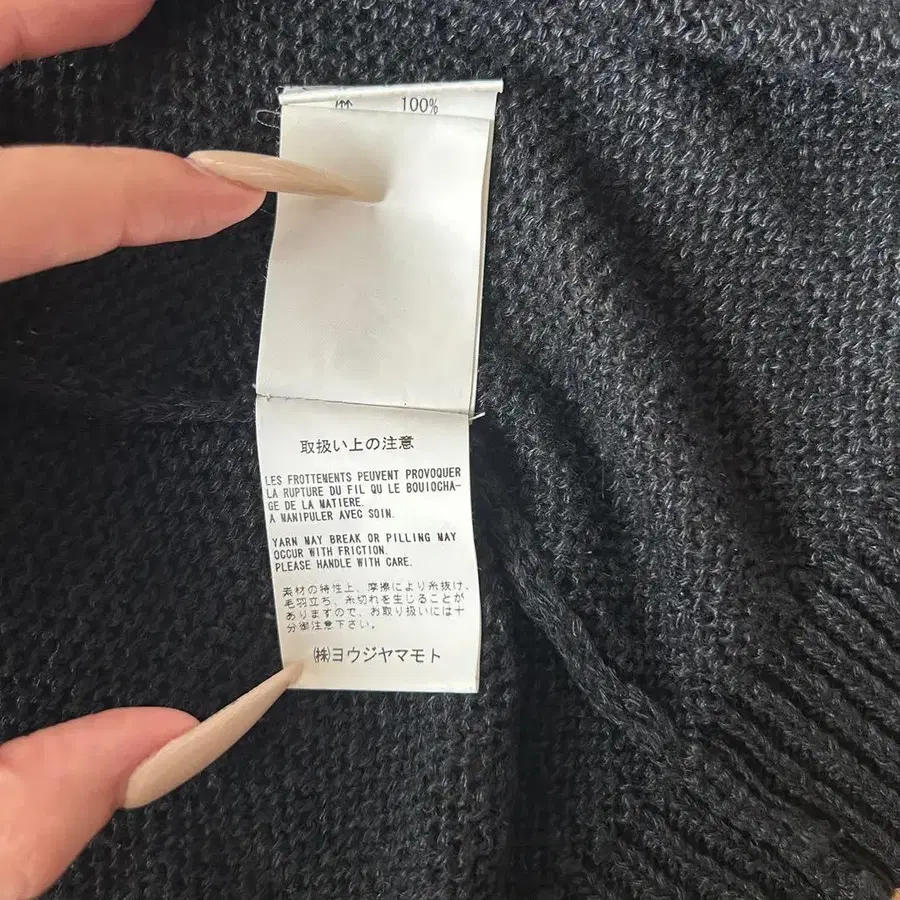 100%
取扱い上の注意
LES FROTTEMENTS PEUVENT PROVOQUER
LA RUPTURE DU FIL QU LE BOUIOCHA-
GE DE LA MATIERE.
A MANIPULER AVEC SOIN.
YARN MAY BREAK OR PILLING MAY
OCCUR WITH FRICTION.
PLEASE HANDLE WITH CARE.
素材の特性上、摩擦により糸抜け、
毛羽立ち、糸切れを生じることが
ありますので、お取り扱いには十
分御注意下さい。
㈱ヨウジヤマモト